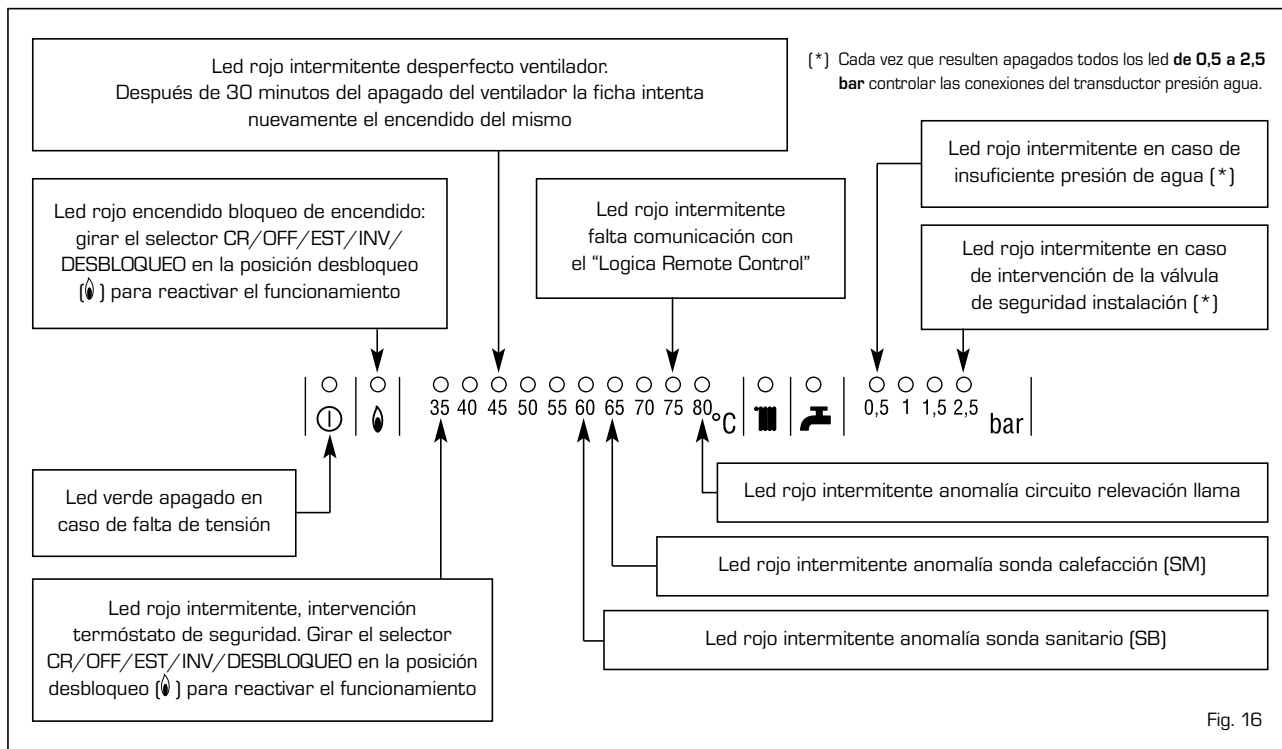 Led rojo intermitente desperfecto ventilador.
Después de 30 minutos del apagado del ventilador la ficha intenta
nuevamente el encendido del mismo
(*) Cada vez que resulten apagados todos los led de 0,5 a 2,5
bar controlar las conexiones del transductor presión agua.
Led rojo intermitente en caso de
insuficiente presión de agua (*)
Led rojo encendido bloqueo de encendido:
girar el selector CR/OFF/EST/INV/
DESBLOQUEO en la posición desbloqueo
( ) para reactivar el funcionamiento
Led rojo intermitente
falta comunicación con
el “Logica Remote Control”
Led rojo intermitente en caso
de intervención de la válvula
de seguridad instalación (*)
35 40 45 50 55 60 65 70 75 80 °C 0,5 1 1,5 2,5 bar
Led verde apagado en
caso de falta de tensión
Led rojo intermitente anomalía circuito relevación llama
Led rojo intermitente anomalía sonda calefacción (SM)
Led rojo intermitente anomalía sonda sanitario (SB)
Led rojo intermitente, intervención
termóstato de seguridad. Girar el selector
CR/OFF/EST/INV/DESBLOQUEO en la posición
desbloqueo ( ) para reactivar el funcionamiento
Fig. 16